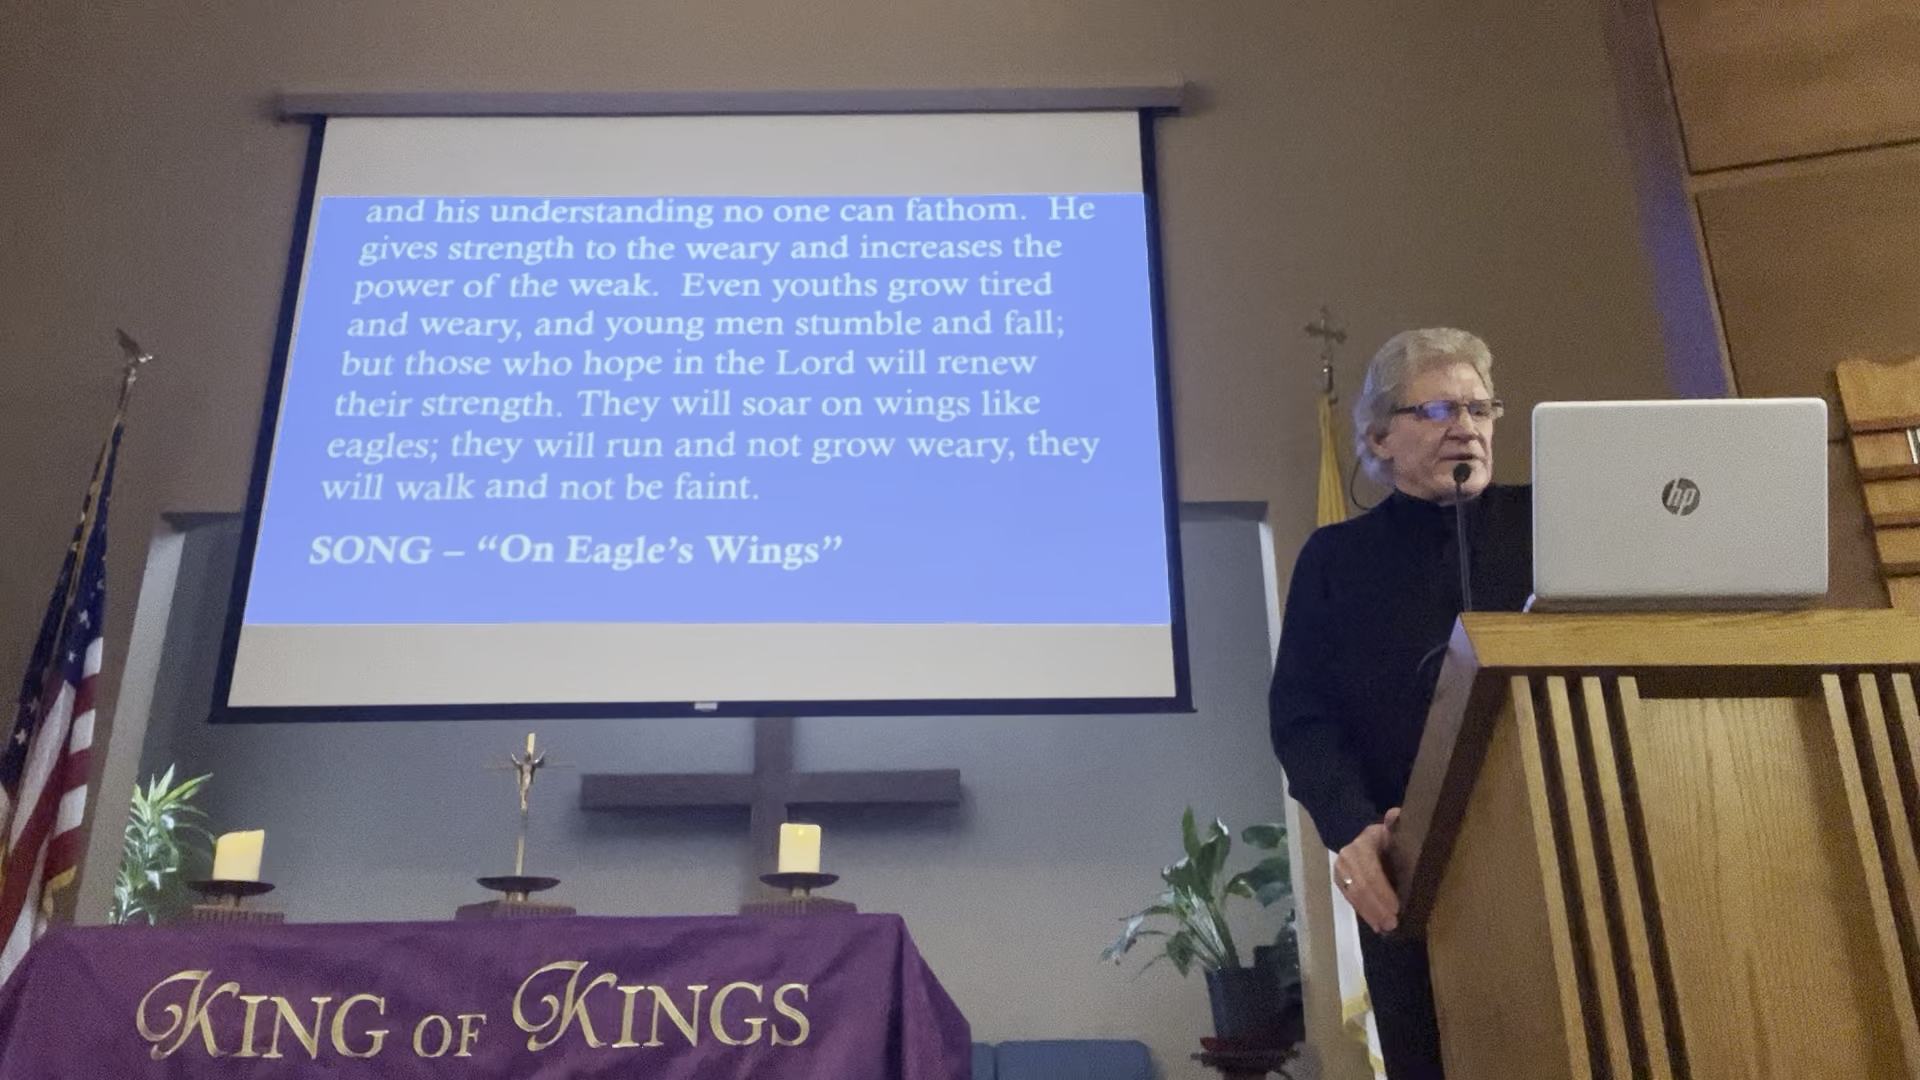 and his understanding no one can fathom.  He
gives strength to the weary and increases the
power of the weak.  Even youths grow tired
and weary, and young men stumble and fall;
but those who hope in the Lord will renew
their strength. They will soar on wings like
eagles; they will run and not grow weary, they
will walk and not be faint.
SONG – “On Eagle’s Wings”
hp
KING OF KINGS